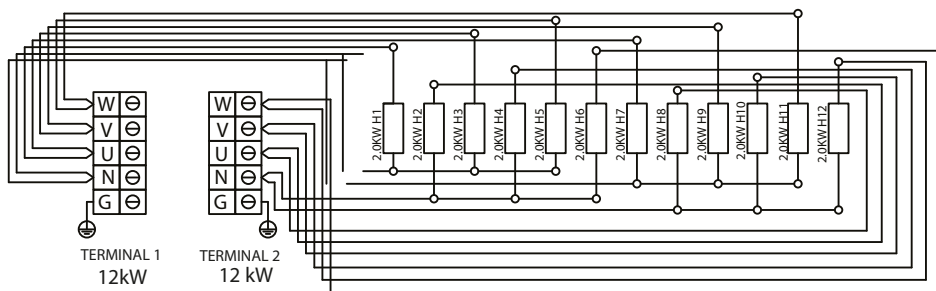 W
V
U
N
G
TERMINAL 1
12kW
W
V
U
N
G
TERMINAL 2
12 kW
2.0KW H1
2.0KW H2
2.0KW H3
2.0KW H4
2.0KW H5
2.0KW H6
2.0KW H7
2.0KW H8
2.0KW H9
2.0KW H10
2.0KW H11
2.0KW H12